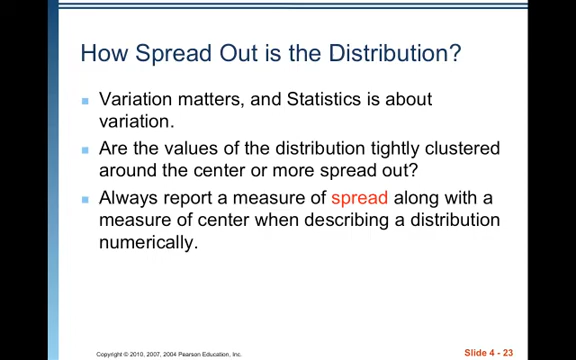 How Spread Out is the Distribution?
Variation matters, and Statistics is about
variation.
Are the values of the distribution tightly clustered
around the center or more spread out?
Always report a measure of spread along with a
measure of center when describing a distribution
numerically.
Copyright © 2010, 2007, 2004 Pearson Education, Inc.
Slide 4 - 23